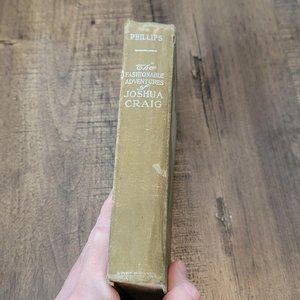 PHILLIPS
The
FASHIONABLE
ADVENTURES
of
JOSHUA
CRAIG